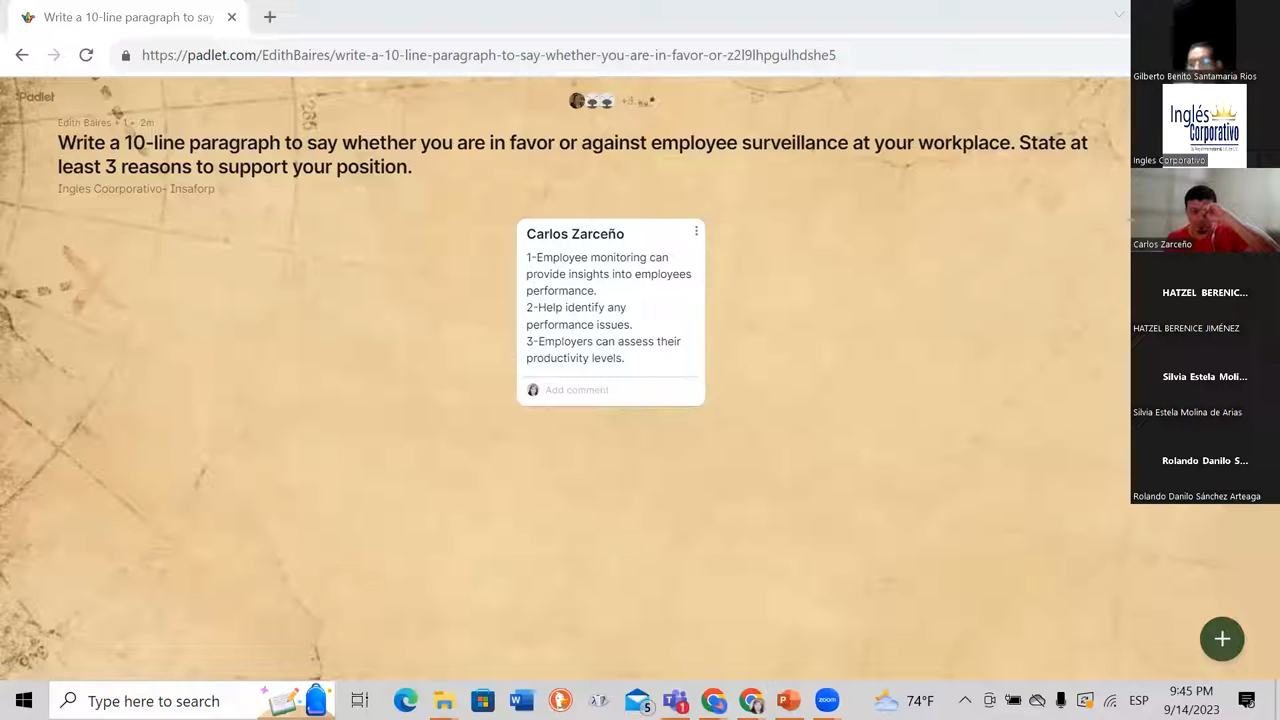 Write a 10-line paragraph to say
https://padlet.com/EdithBaires/write-a-10-line-paragraph-to-say-whether-you-are-in-favor-or-z2l9lhpgulhdshe5
Padlet
Edith Baires • 1 • 2m
Write a 10-line paragraph to say whether you are in favor or against employee surveillance at your workplace. State at
least 3 reasons to support your position.
Ingles Coorporativo- Insaforp
Carlos Zarceño
1-Employee monitoring can
provide insights into employees
performance.
2-Help identify any
performance issues.
3-Employers can assess their
productivity levels.
Add comment
Gilberto Benito Santamaria Rios
Inglés
Corporativo
Ingles Corporativo
Carlos Zarceño
HATZEL BERENIC...
HATZEL BERENICE JIMÉNEZ
Silvia Estela Moli...
Silvia Estela Molina de Arias
Rolando Danilo S...
Rolando Danilo Sánchez Arteaga
Type here to search
5
1
zoom
74°F
ESP
9:45 PM
9/14/2023